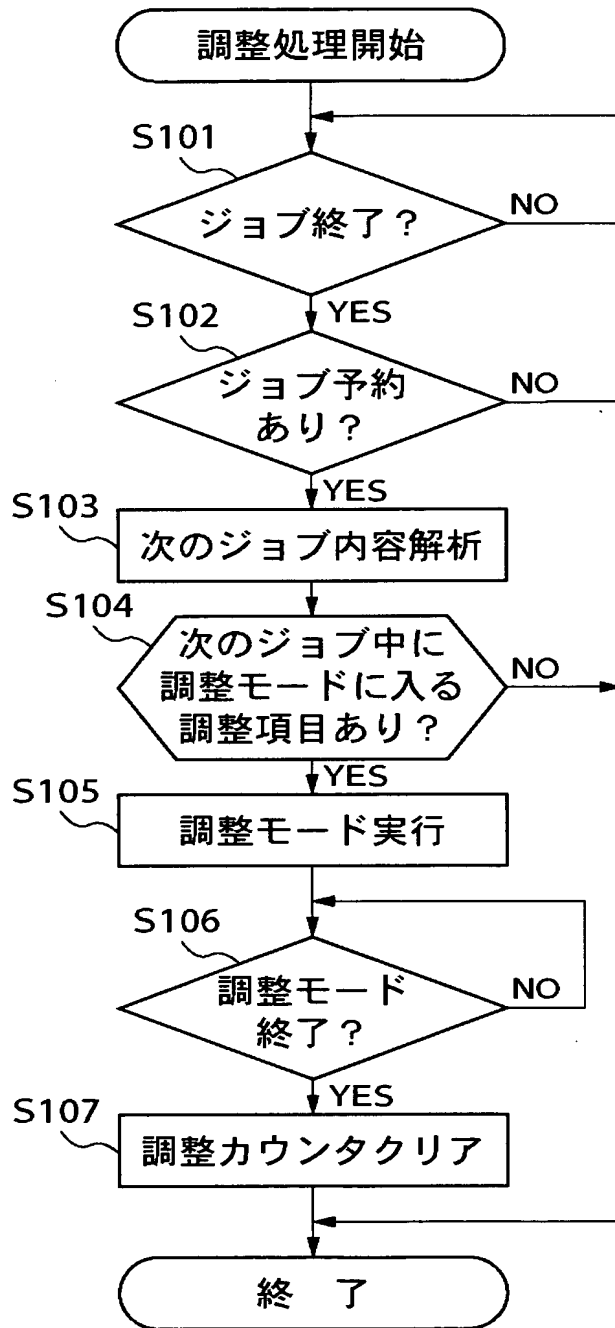 調整処理開始
S101
ジョブ終了？
NO
YES
S102
ジョブ予約
あり？
NO
YES
S103
次のジョブ内容解析
S104
次のジョブ中に
調整モードに入る
調整項目あり？
NO
YES
S105
調整モード実行
S106
調整モード
終了？
NO
YES
S107
調整カウンタクリア
終 了